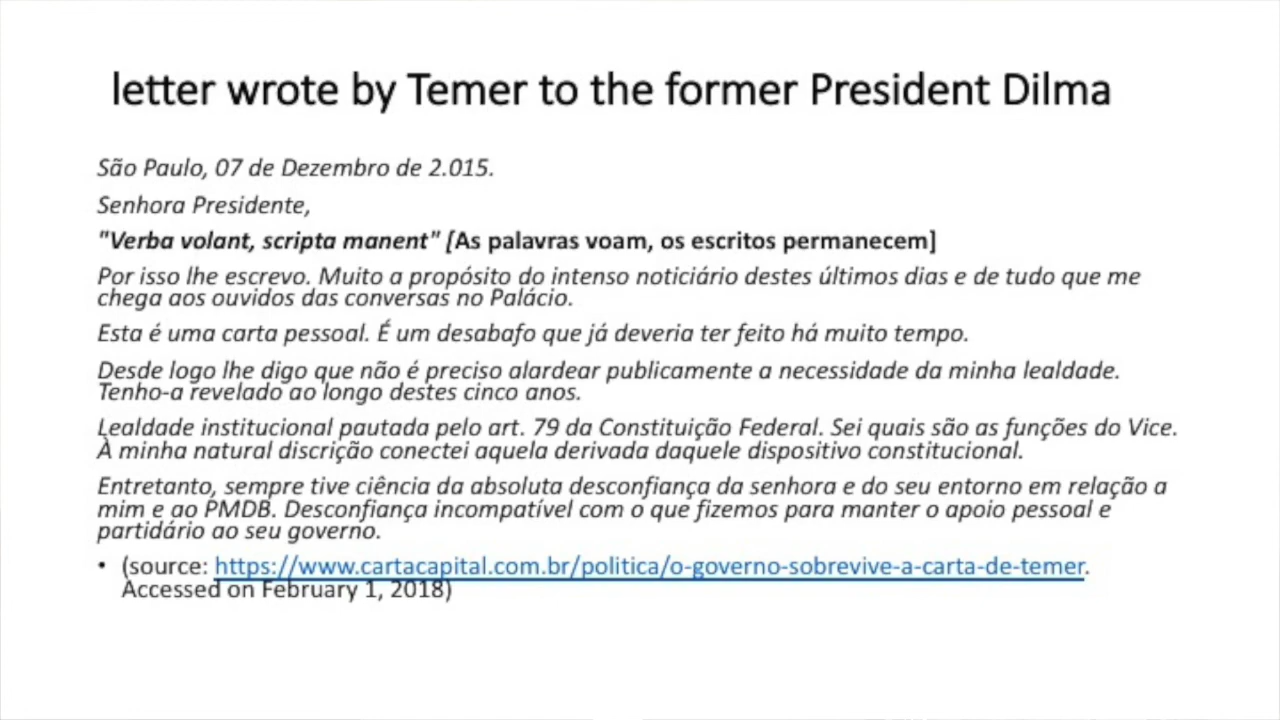 letter wrote by Temer to the former President Dilma
São Paulo, 07 de Dezembro de 2.015.
Senhora Presidente,
"Verba volant, scripta manent" [As palavras voam, os escritos permanecem]
Por isso lhe escrevo. Muito a propósito do intenso noticiário destes últimos dias e de tudo que me
chega aos ouvidos das conversas no Palácio.
Esta é uma carta pessoal. É um desabafo que já deveria ter feito há muito tempo.
Desde logo lhe digo que não é preciso alardear publicamente a necessidade da minha lealdade.
Tenho-a revelado ao longo destes cinco anos.
Lealdade institucional pautada pelo art. 79 da Constituição Federal. Sei quais são as funções do Vice.
À minha natural discrição conectei aquela derivada daquele dispositivo constitucional.
Entretanto, sempre tive ciência da absoluta desconfiança da senhora e do seu entorno em relação a
mim e ao PMDB. Desconfiança incompatível com o que fizemos para manter o apoio pessoal e
partidário ao seu governo.
• (source: https://www.cartacapital.com.br/politica/o-governo-sobrevive-a-carta-de-temer.
Accessed on February 1, 2018)